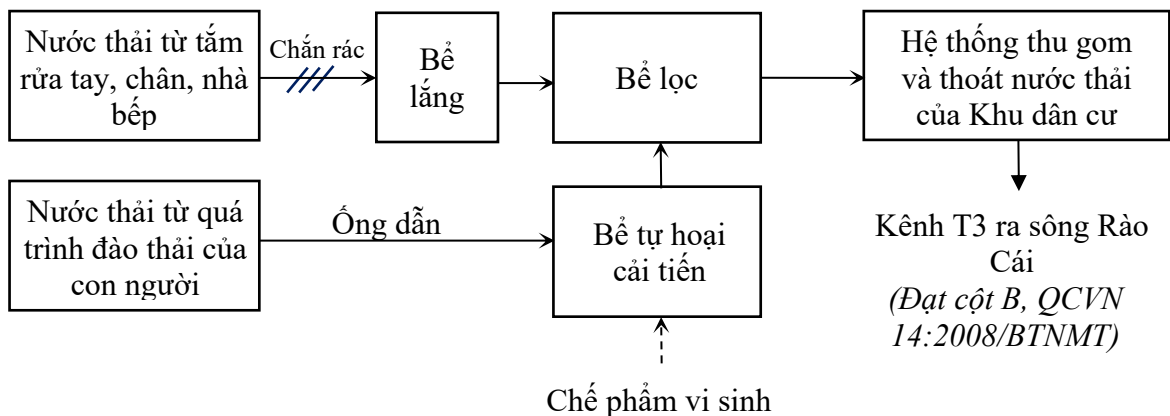 Nước thải từ tắm
rửa tay, chân, nhà
bếp
Chắn rác
Bể
lắng
Bể lọc
Hệ thống thu gom
và thoát nước thải
của Khu dân cư
Nước thải từ quá
trình đào thải của
con người
Ống dẫn
Bể tự hoại
cải tiến
Kênh T3 ra sông Rào
Cái
(Đạt cột B, QCVN
14:2008/BTNMT)
Chế phẩm vi sinh